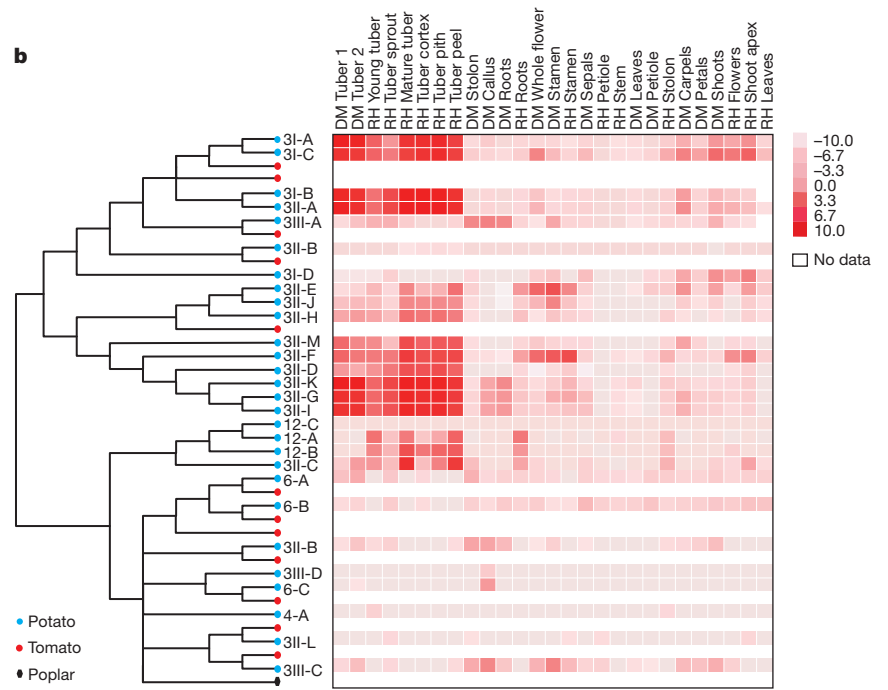 b
DM Tuber 1
DM Tuber 2
RH Young tuber
RH Tuber sprout
RH Mature tuber
RH Tuber cortex
RH Tuber pith
RH Tuber peel
DM Stolon
DM Callus
DM Roots
RH Roots
DM Whole flower
DM Stamen
RH Stamen
DM Sepals
RH Petiole
RH Stem
DM Leaves
DM Petiole
RH Stolon
DM Carpels
DM Petals
DM Shoots
RH Flowers
RH Shoot apex
RH Leaves
3I-A
3I-C
3I-B
3II-A
3III-A
3II-B
3I-D
3II-E
3II-J
3II-H
3II-M
3II-F
3II-D
3II-K
3II-G
3II-I
12-C
12-A
12-B
3II-C
6-A
6-B
3II-B
3III-D
6-C
4-A
3II-L
3III-C
–10.0
–6.7
–3.3
0.0
3.3
6.7
10.0
No data
Potato
Tomato
Poplar